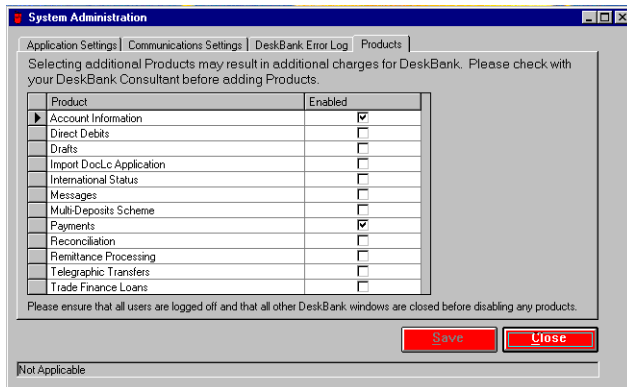 System Administration
Application Settings Communications Settings DeskBank Error Log Products
Selecting additional Products may result in additional charges for DeskBank. Please check with
your DeskBank Consultant before adding Products.
Product Enabled
Account Information
Direct Debits
Drafts
Import DocLc Application
International Status
Messages
Multi-Deposits Scheme
Payments
Reconciliation
Remittance Processing
Telegraphic Transfers
Trade Finance Loans
Please ensure that all users are logged off and that all other DeskBank windows are closed before disabling any products.
Save Close
Not Applicable